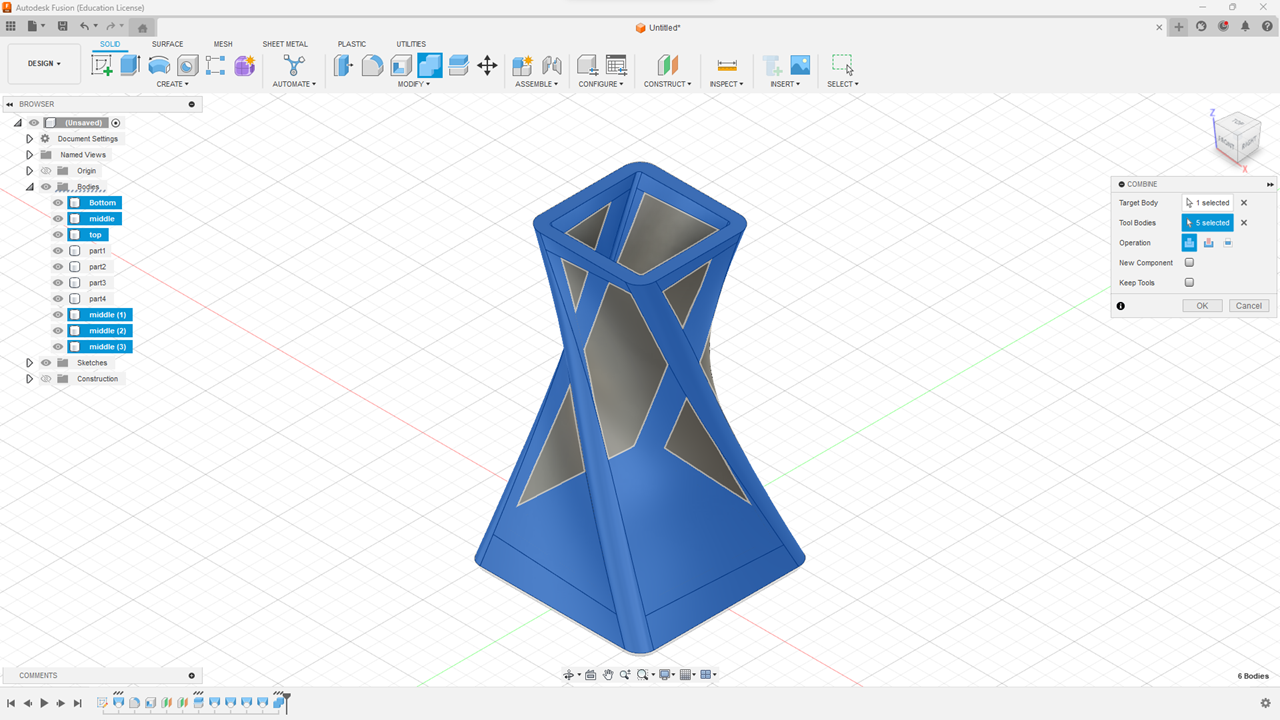 Autodesk Fusion (Education License)
Untitled*
DESIGN
SOLID SURFACE MESH SHEET METAL PLASTIC UTILITIES
CREATE AUTOMATE MODIFY ASSEMBLE CONFIGURE CONSTRUCT INSPECT INSERT SELECT
BROWSER
(Unsaved)
Document Settings
Named Views
Origin
Bodies
Bottom
middle
top
part1
part2
part3
part4
middle (1)
middle (2)
middle (3)
Sketches
Construction
Z
TOP
FRONT
RIGHT
X
COMBINE
Target Body 1 selected
Tool Bodies 5 selected
Operation
New Component
Keep Tools
OK Cancel
COMMENTS
6 Bodies